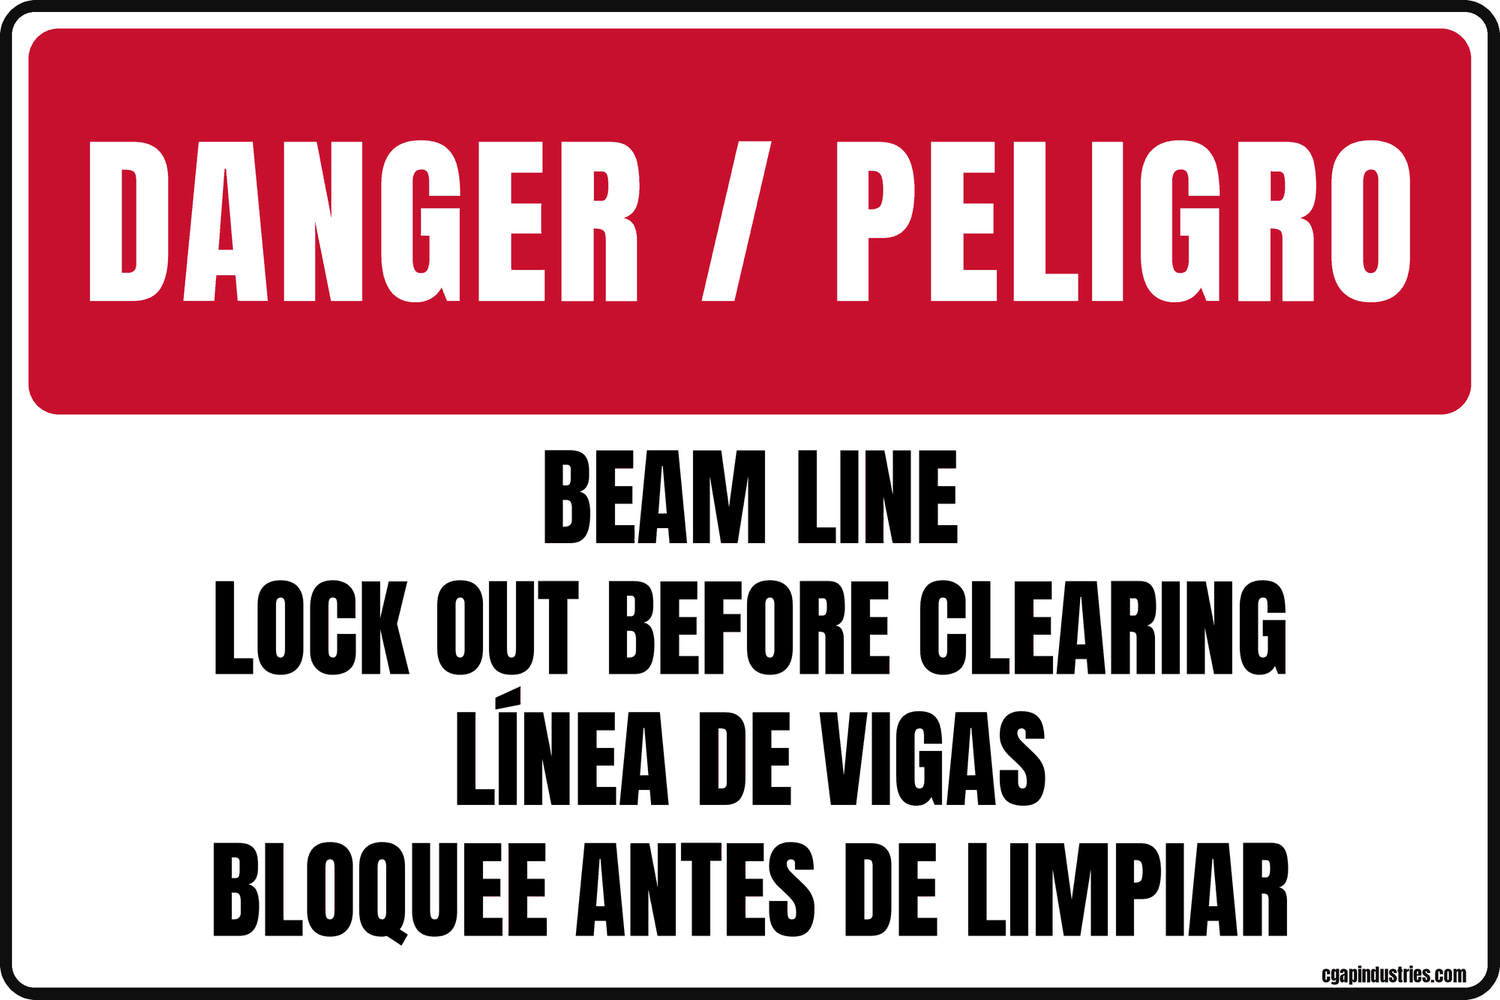 DANGER / PELIGRO
BEAM LINE
LOCK OUT BEFORE CLEARING
LÍNEA DE VIGAS
BLOQUEE ANTES DE LIMPIAR
cgapindustries.com